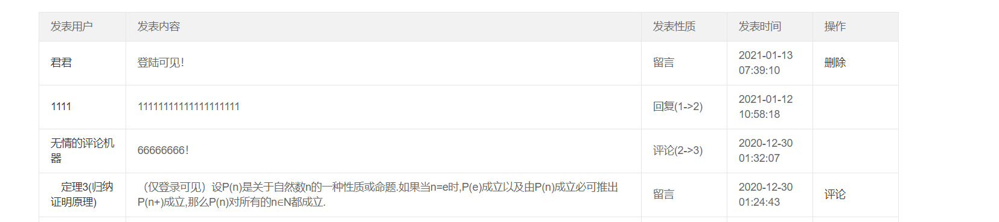 发表用户 发表内容 发表性质 发表时间 操作
君君 登陆可见！ 留言 2021-01-13 07:39:10 删除
1111 11111111111111111111 回复(1->2) 2021-01-12 10:58:18
无情的评论机器 66666666！ 评论(2->3) 2020-12-30 01:32:07
定理3(归纳证明原理) （仅登录可见）设P(n)是关于自然数n的一种性质或命题.如果当n=e时,P(e)成立以及由P(n)成立必可推出
P(n+)成立,那么P(n)对所有的n∈N都成立. 留言 2020-12-30 01:24:43 评论